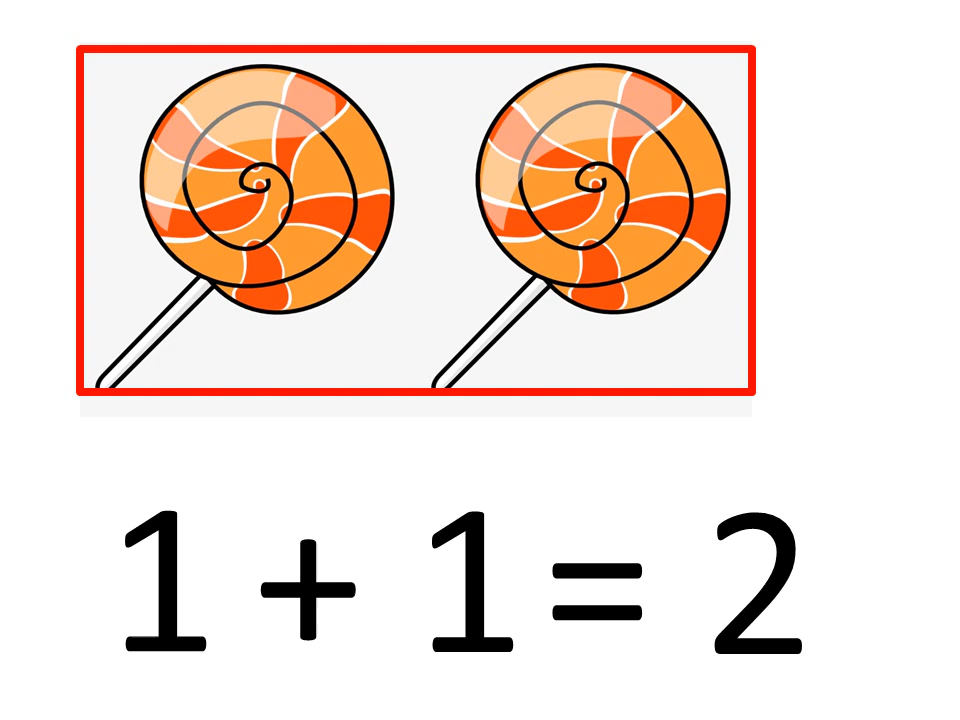 1 + 1 = 2